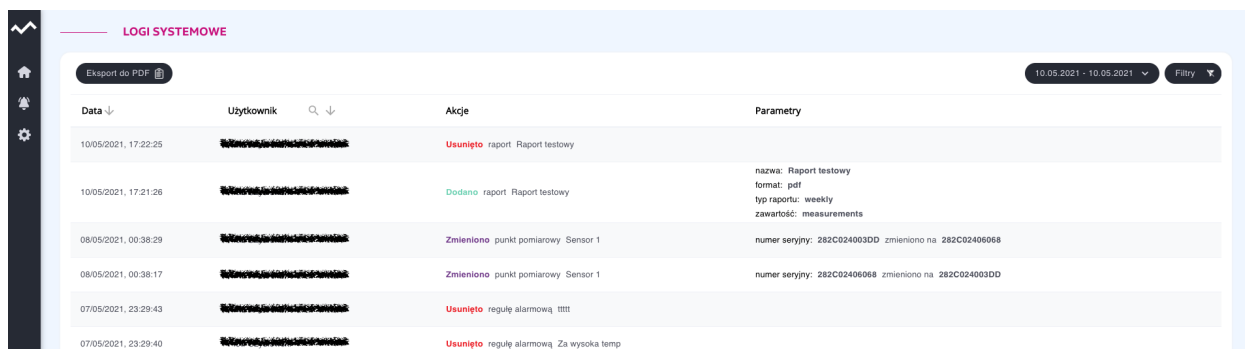 LOGI SYSTEMOWE
Eksport do PDF
10.05.2021 - 10.05.2021
Filtry
Data Użytkownik Akcje Parametry
10/05/2021, 17:22:25 Usunięto raport Raport testowy
10/05/2021, 17:21:26 Dodano raport Raport testowy
nazwa: Raport testowy
format: pdf
typ raportu: weekly
zawartość: measurements
08/05/2021, 00:38:29 Zmieniono punkt pomiarowy Sensor 1 numer seryjny: 282C024003DD zmieniono na 282C02406068
08/05/2021, 00:38:17 Zmieniono punkt pomiarowy Sensor 1 numer seryjny: 282C02406068 zmieniono na 282C024003DD
07/05/2021, 23:29:43 Usunięto regułę alarmową ttttt
07/05/2021, 23:29:40 Usunięto regułę alarmową Za wysoka temp